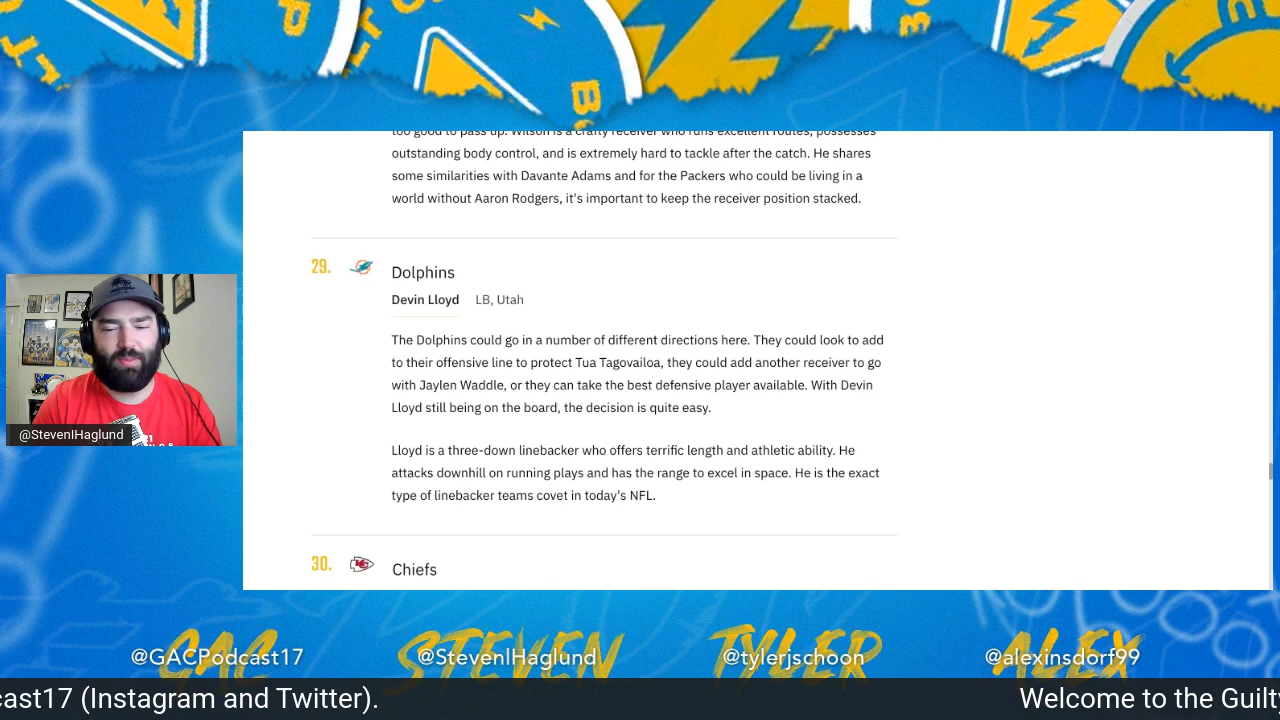 too good to pass up. Wilson is a crafty receiver who runs excellent routes, possesses
outstanding body control, and is extremely hard to tackle after the catch. He shares
some similarities with Davante Adams and for the Packers who could be living in a
world without Aaron Rodgers, it's important to keep the receiver position stacked.
29. Dolphins
Devin Lloyd LB, Utah
The Dolphins could go in a number of different directions here. They could look to add
to their offensive line to protect Tua Tagovailoa, they could add another receiver to go
with Jaylen Waddle, or they can take the best defensive player available. With Devin
Lloyd still being on the board, the decision is quite easy.
Lloyd is a three-down linebacker who offers terrific length and athletic ability. He
attacks downhill on running plays and has the range to excel in space. He is the exact
type of linebacker teams covet in today's NFL.
30. Chiefs
@StevenIHaglund
GAC STEVEN TYLER ALEX
@GACPodcast17 @StevenIHaglund @tylerjschoon @alexinsdorf99
cast17 (Instagram and Twitter). Welcome to the Guilty